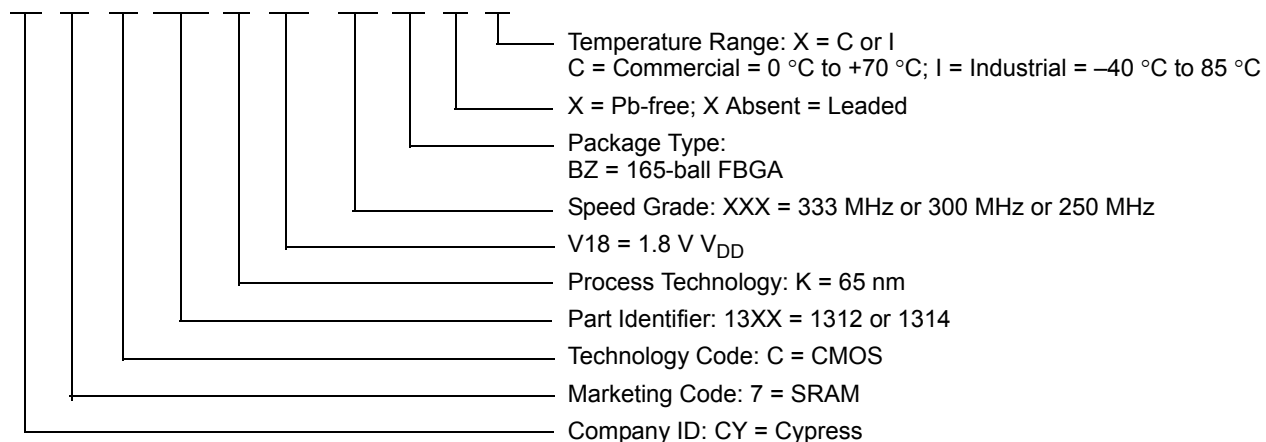 Temperature Range: X = C or I
C = Commercial = 0 °C to +70 °C; I = Industrial = –40 °C to 85 °C
X = Pb-free; X Absent = Leaded
Package Type:
BZ = 165-ball FBGA
Speed Grade: XXX = 333 MHz or 300 MHz or 250 MHz
V18 = 1.8 V VDD
Process Technology: K = 65 nm
Part Identifier: 13XX = 1312 or 1314
Technology Code: C = CMOS
Marketing Code: 7 = SRAM
Company ID: CY = Cypress